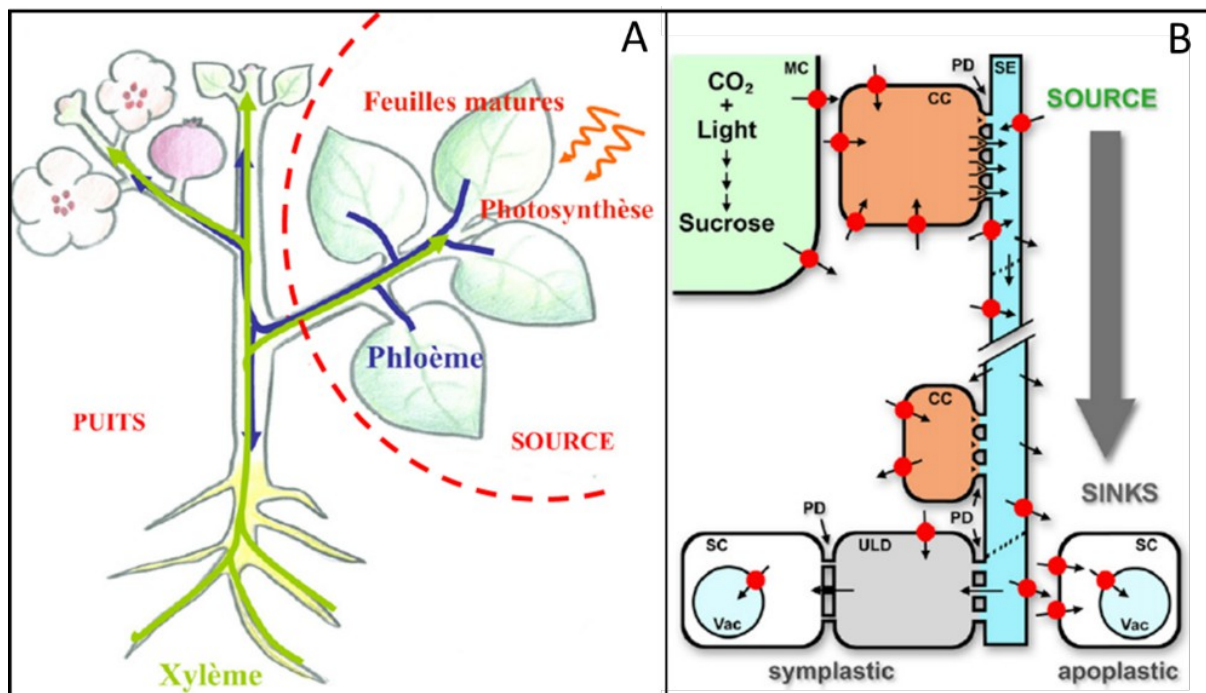 A
Feuilles matures
Photosynthèse
Phloème
PUITS
SOURCE
Xylème
B
MC
CO₂
+
Light
Sucrose
CC
PD
SE
SOURCE
CC
SINKS
PD
PD
SC
ULD
SC
Vac
Vac
symplastic
apoplastic